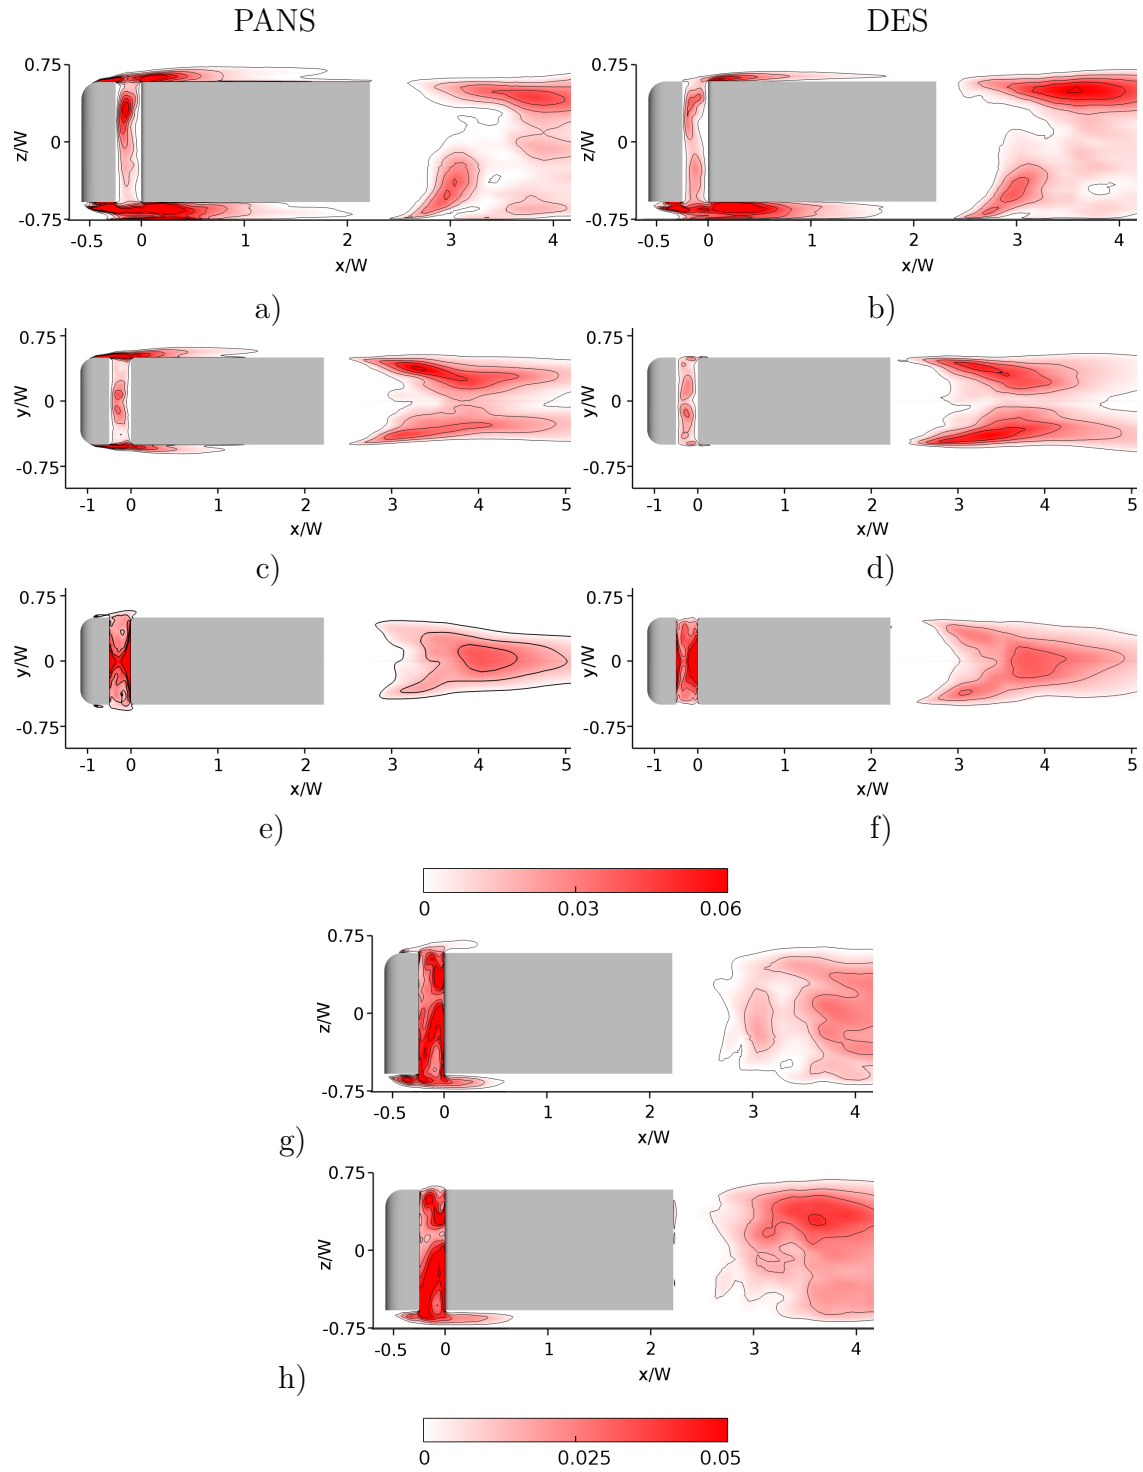 PANS DES
0.75 0.75
z/W 0 z/W 0
-0.75 -0.75
-0.5 0 1 2 3 4 -0.5 0 1 2 3 4
x/W x/W
a) b)
0.75 0.75
y/W 0 y/W 0
-0.75 -0.75
-1 0 1 2 3 4 5 -1 0 1 2 3 4 5
x/W x/W
c) d)
0.75 0.75
y/W 0 y/W 0
-0.75 -0.75
-1 0 1 2 3 4 5 -1 0 1 2 3 4 5
x/W x/W
e) f)
0 0.03 0.06
0.75
z/W 0
-0.75
-0.5 0 1 2 3 4
x/W
g)
0.75
z/W 0
-0.75
-0.5 0 1 2 3 4
x/W
h)
0 0.025 0.05